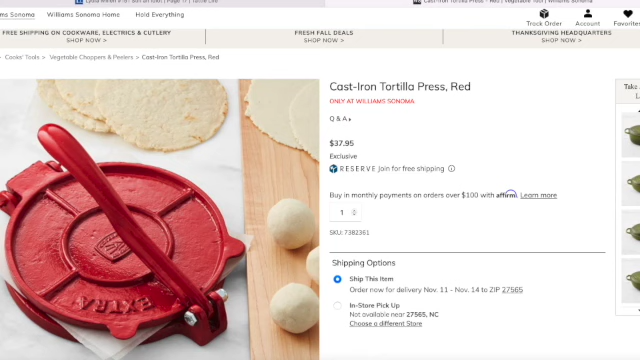 ms Sonoma Williams Sonoma Home Hold Everything
Track Order Account Favorites
FREE SHIPPING ON COOKWARE, ELECTRICS & CUTLERY
SHOP NOW >
FRESH FALL DEALS
SHOP NOW >
THANKSGIVING HEADQUARTERS
SHOP NOW >
> Cooks' Tools > Vegetable Choppers & Peelers > Cast-Iron Tortilla Press, Red
Cast-Iron Tortilla Press, Red
ONLY AT WILLIAMS SONOMA
Q & A
$37.95
Exclusive
RESERVE Join for free shipping
Buy in monthly payments on orders over $100 with affirm. Learn more
1
SKU: 7382361
Shipping Options
Ship This Item
Order now for delivery Nov. 11 - Nov. 14 to ZIP 27565
In-Store Pick Up
Not available near 27565, NC
Choose a different Store
Take
L
EXTRA